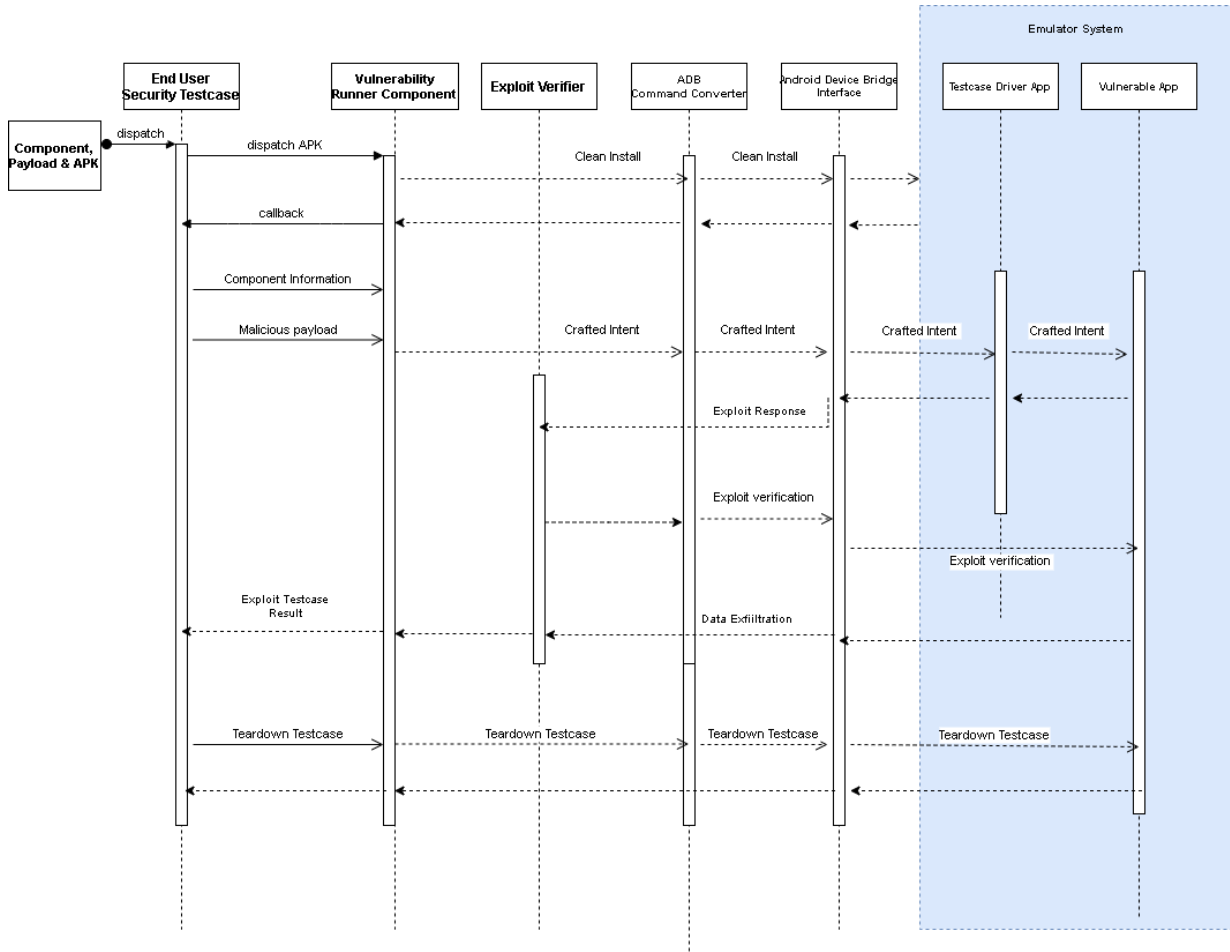 Emulator System
End User
Security Testcase
Vulnerability
Runner Component
Exploit Verifier
ADB
Command Converter
Android Device Bridge
Interface
Testcase Driver App
Vulnerable App
Component,
Payload & APK
dispatch
dispatch APK
Clean Install
Clean Install
callback
Component Information
Malicious payload
Crafted Intent
Crafted Intent
Crafted Intent
Crafted Intent
Exploit Response
Exploit verification
Exploit verification
Exploit Testcase
Result
Data Exfiiltration
Teardown Testcase
Teardown Testcase
Teardown Testcase
Teardown Testcase